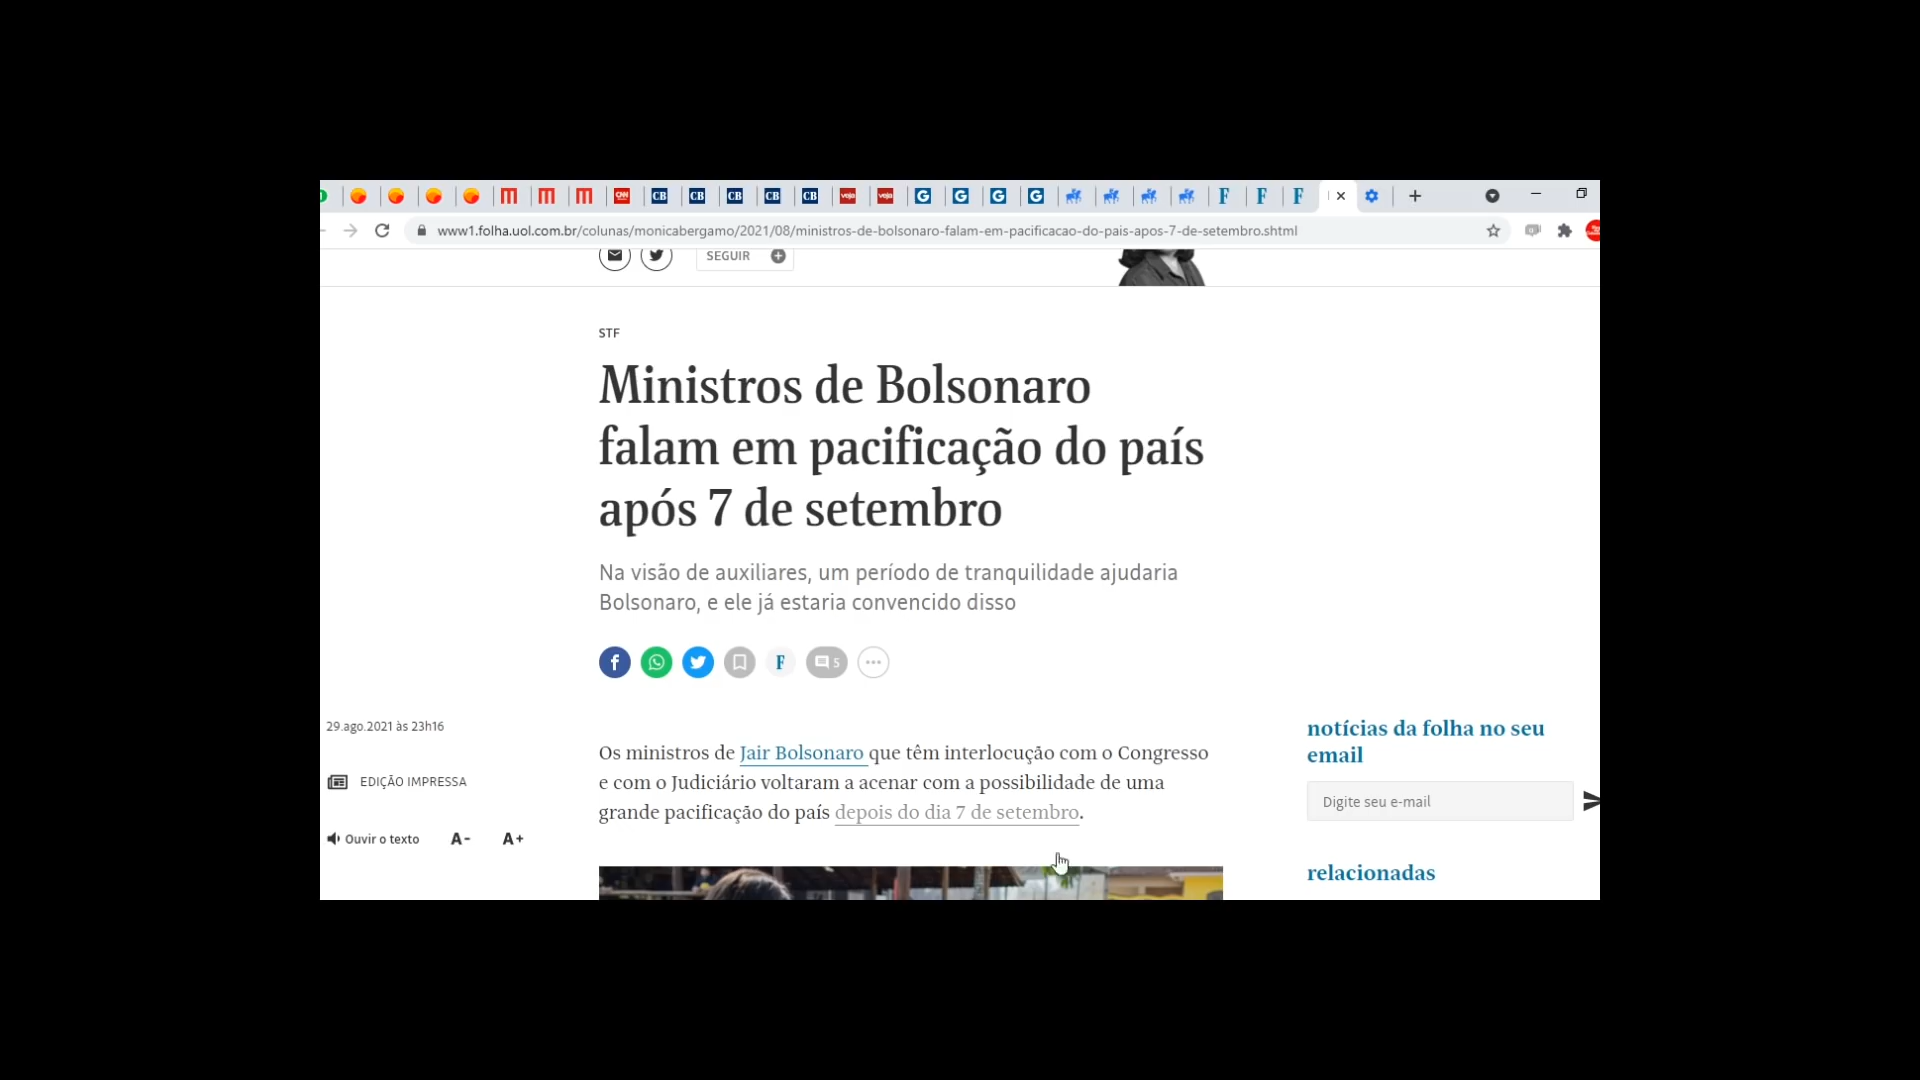 www1.folha.uol.com.br/colunas/monicabergamo/2021/08/ministros-de-bolsonaro-falam-em-pacificacao-do-pais-apos-7-de-setembro.shtml
SEGUIR
STF
Ministros de Bolsonaro
falam em pacificação do país
após 7 de setembro
Na visão de auxiliares, um período de tranquilidade ajudaria
Bolsonaro, e ele já estaria convencido disso
F
5
29.ago.2021 às 23h16
EDIÇÃO IMPRESSA
Ouvir o texto A- A+
Os ministros de Jair Bolsonaro que têm interlocução com o Congresso
e com o Judiciário voltaram a acenar com a possibilidade de uma
grande pacificação do país depois do dia 7 de setembro.
notícias da folha no seu
email
Digite seu e-mail
relacionadas